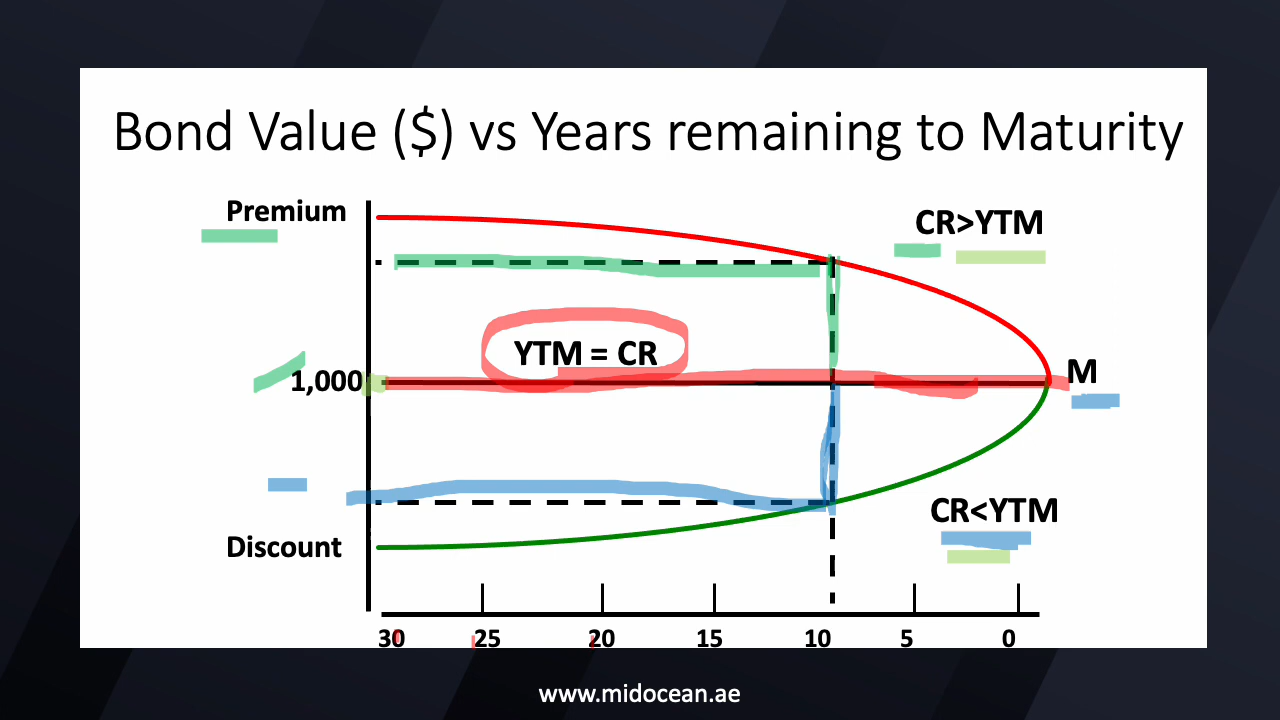 Bond Value ($) vs Years remaining to Maturity
Premium
CR>YTM
YTM = CR
1,000
M
CR<YTM
Discount
30 25 20 15 10 5 0
www.midocean.ae